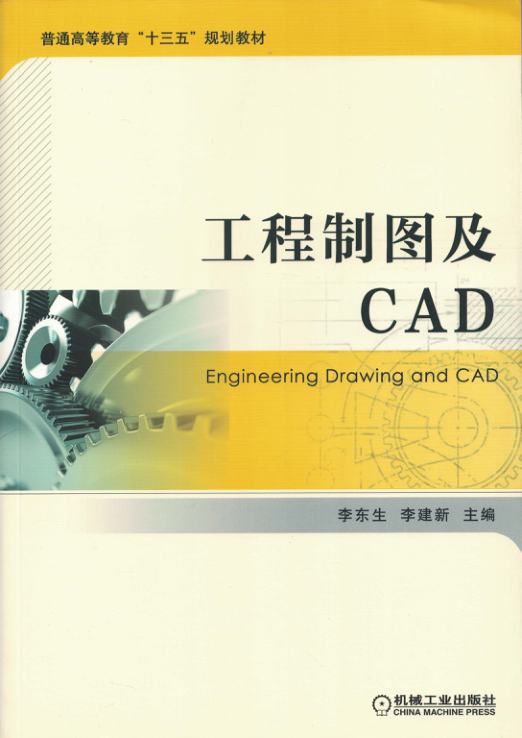 普通高等教育“十三五”规划教材
工程制图及
CAD
Engineering Drawing and CAD
李东生 李建新 主编
机械工业出版社
CHINA MACHINE PRESS